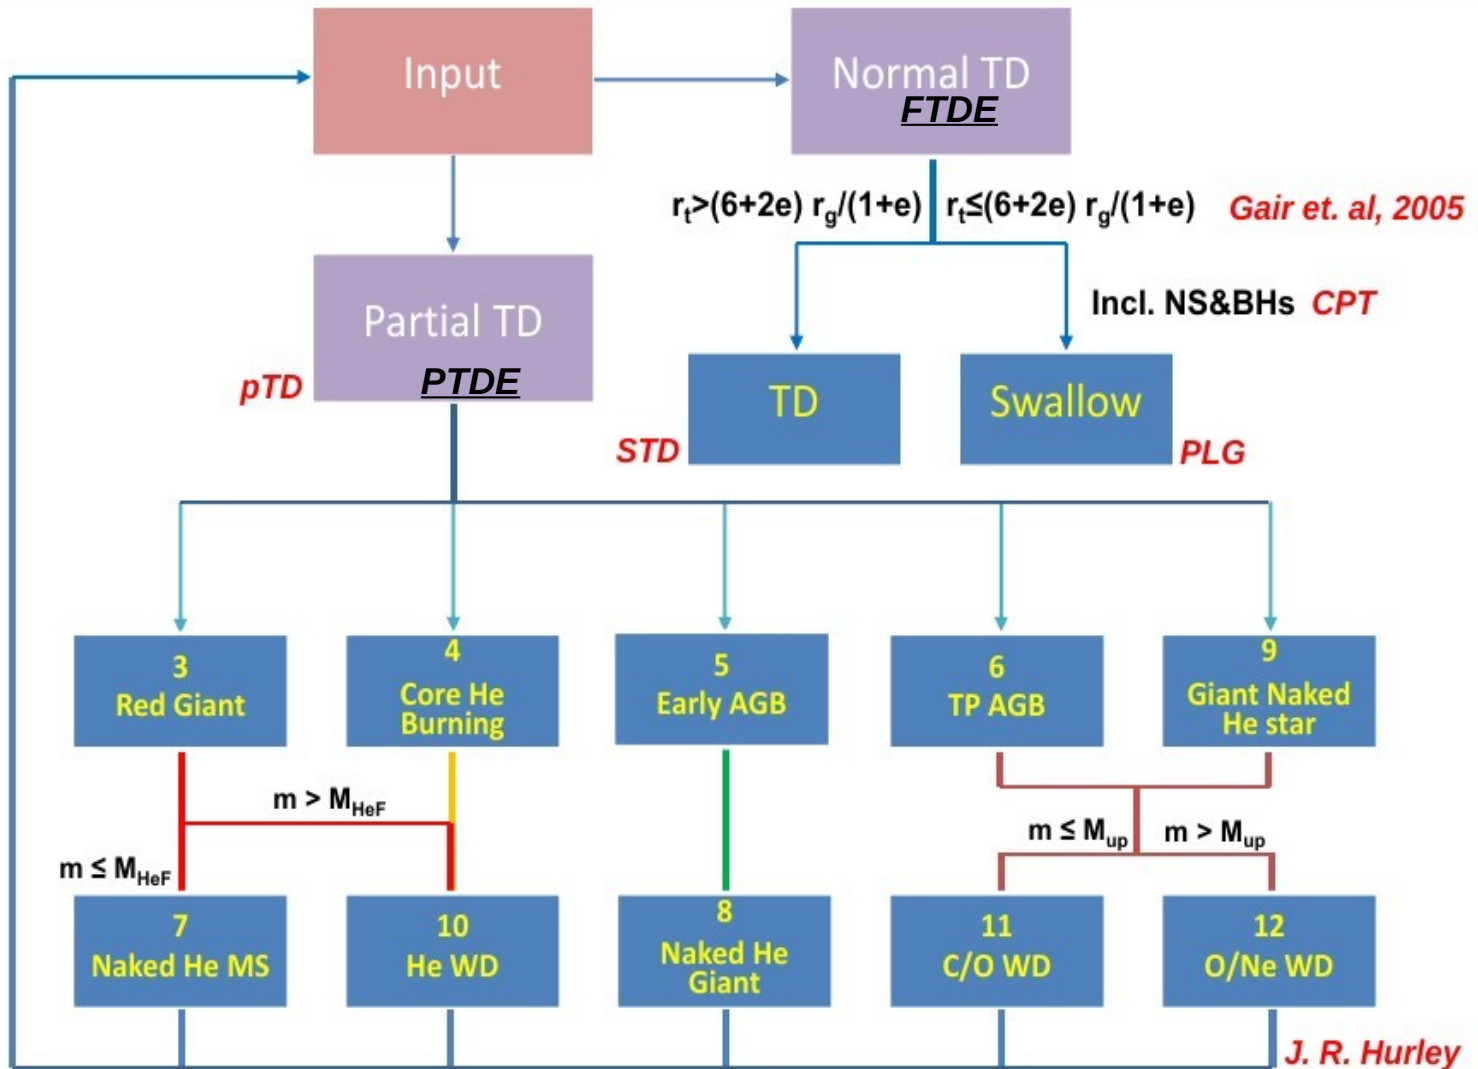 Input
Normal TD
FTDE
rt>(6+2e) rg/(1+e)
rt≤(6+2e) rg/(1+e)
Gair et. al, 2005
Incl. NS&BHs CPT
Partial TD
PTDE
pTD
TD
STD
Swallow
PLG
3
Red Giant
4
Core He
Burning
5
Early AGB
6
TP AGB
9
Giant Naked
He star
m > MHeF
m ≤ MHeF
m ≤ Mup
m > Mup
7
Naked He MS
10
He WD
8
Naked He
Giant
11
C/O WD
12
O/Ne WD
J. R. Hurley